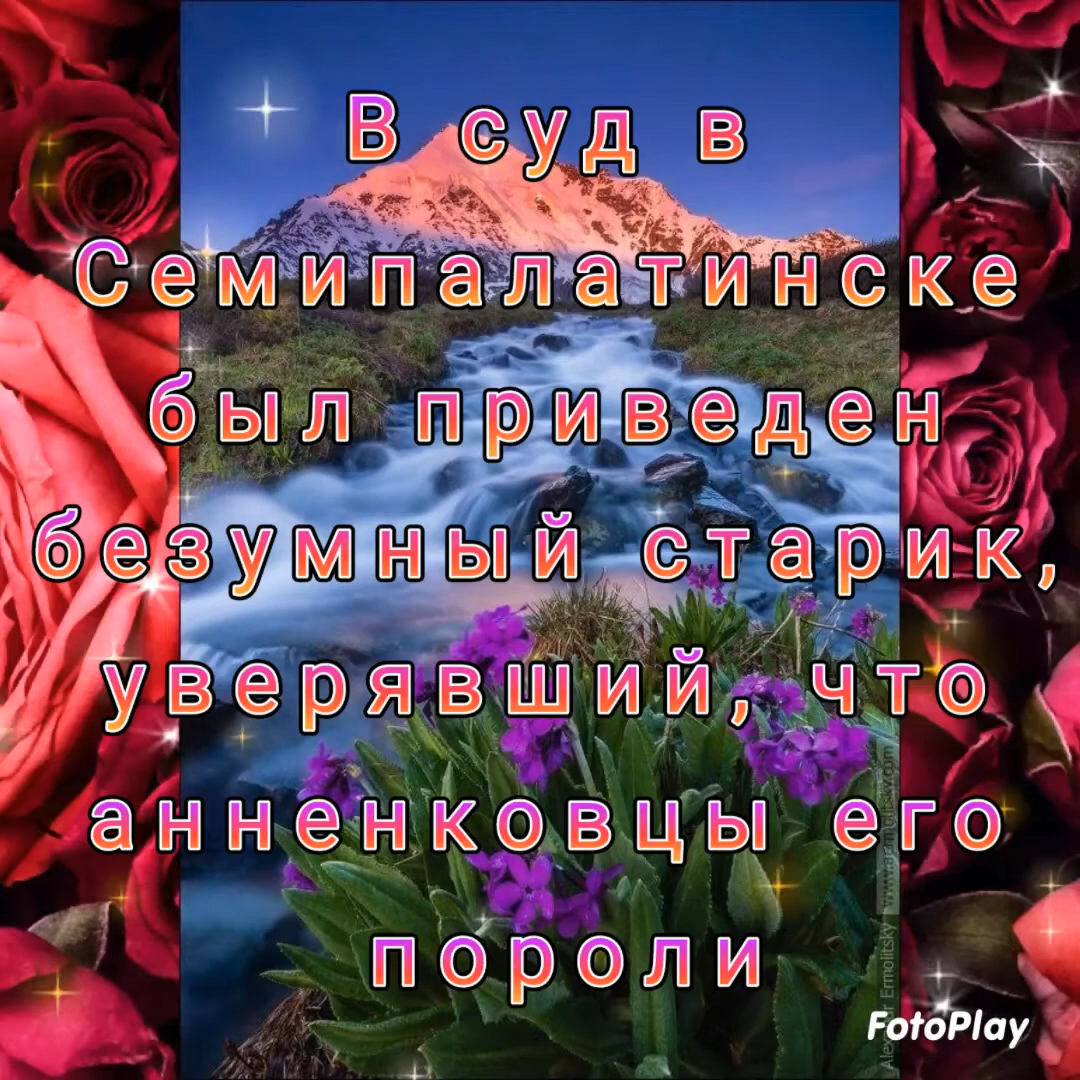 В суд в
Семипалатинске
был приведен
безумный старик,
уверявший, что
анненковцы его
пороли
FotoPlay